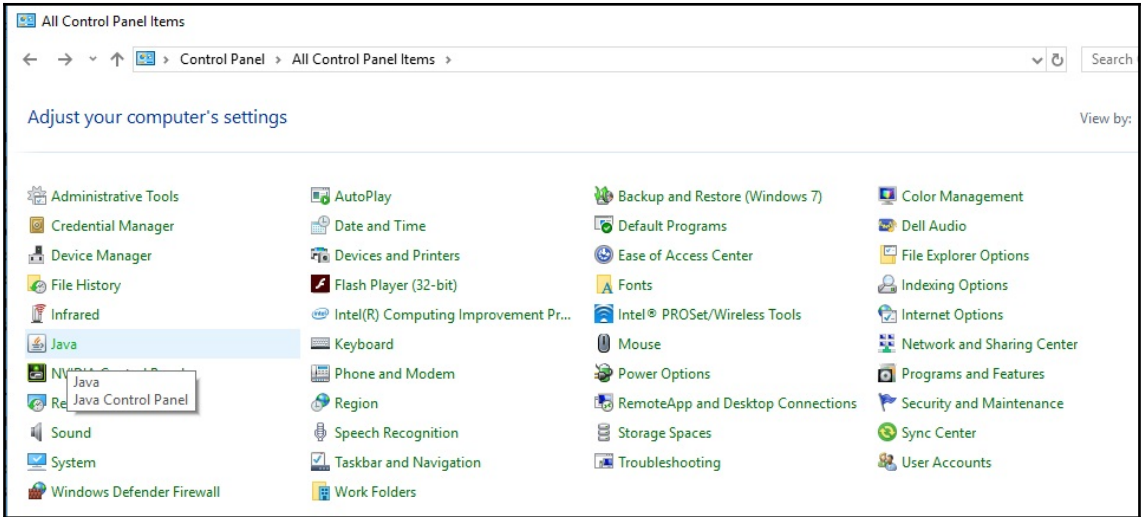 All Control Panel Items
Control Panel > All Control Panel Items >
Search
Adjust your computer's settings
View by:
Administrative Tools
AutoPlay
Backup and Restore (Windows 7)
Color Management
Credential Manager
Date and Time
Default Programs
Dell Audio
Device Manager
Devices and Printers
Ease of Access Center
File Explorer Options
File History
Flash Player (32-bit)
Fonts
Indexing Options
Infrared
Intel(R) Computing Improvement Pr...
Intel® PROSet/Wireless Tools
Internet Options
Java
Keyboard
Mouse
Network and Sharing Center
Java
Java Control Panel
Phone and Modem
Power Options
Programs and Features
Region
RemoteApp and Desktop Connections
Security and Maintenance
Sound
Speech Recognition
Storage Spaces
Sync Center
System
Taskbar and Navigation
Troubleshooting
User Accounts
Windows Defender Firewall
Work Folders